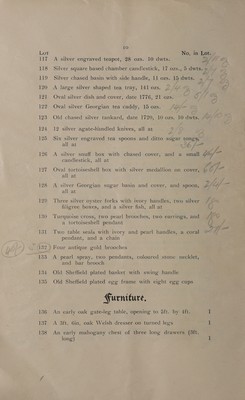 10
LOT No. in Lot
117 A silver engraved teapot, 28 ozs. 10 dwts.
118 Silver square based chamber candlestick, 17 ozs., 5 dwts.
119 Silver chased basin with side handle, 11 ozs. 15 dwts.
120 A large silver shaped tea tray, 141 ozs.
121 Oval silver dish and cover, date 1776, 21 ozs.
122 Oval silver Georgian tea caddy, 15 ozs.
123 Old chased silver tankard, date 1720, 10 ozs. 10 dwts.
124 12 silver agate-handled knives, all at
125 Six silver engraved tea spoons and ditto sugar tongs, all at
126 A silver snuff box with chased cover, and a small
candlestick, all at
127 Oval tortoiseshell box with silver medallion on cover,
all at
128 A silver Georgian sugar basin and cover, and spoon,
all at
129 Three silver oyster forks with ivory handles, two silver
filigree boxes, and a silver fish, all at
130 Turquoise cross, two pearl brooches, two earrings, and
a tortoiseshell pendant
131 Two table seals with ivory and pearl handles, a coral
pendant, and a chain
132 Four antique gold brooches
133 A pearl spray, two pendants, coloured stone necklet,
and bar brooch
134 Old Sheffield plated basket with swing handle
135 Old Sheffield plated egg frame with eight egg cups
Furniture.
136 An early oak gate-leg table, opening to 5ft. by 4ft. 1
137 A 5ft. 6in. oak Welsh dresser on turned legs 1
138 An early mahogany chest of three long drawers (3ft.
long) 1